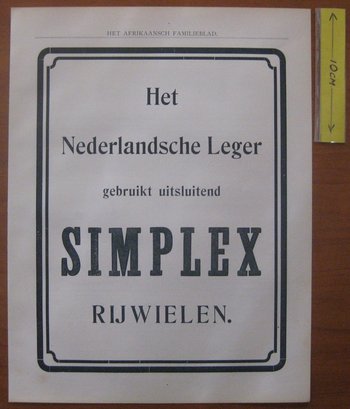 HET AFRIKAANSCH FAMILIEBLAD.
Het
Nederlandsche Leger
gebruikt uitsluitend
SIMPLEX
RIJWIELEN.
10CM